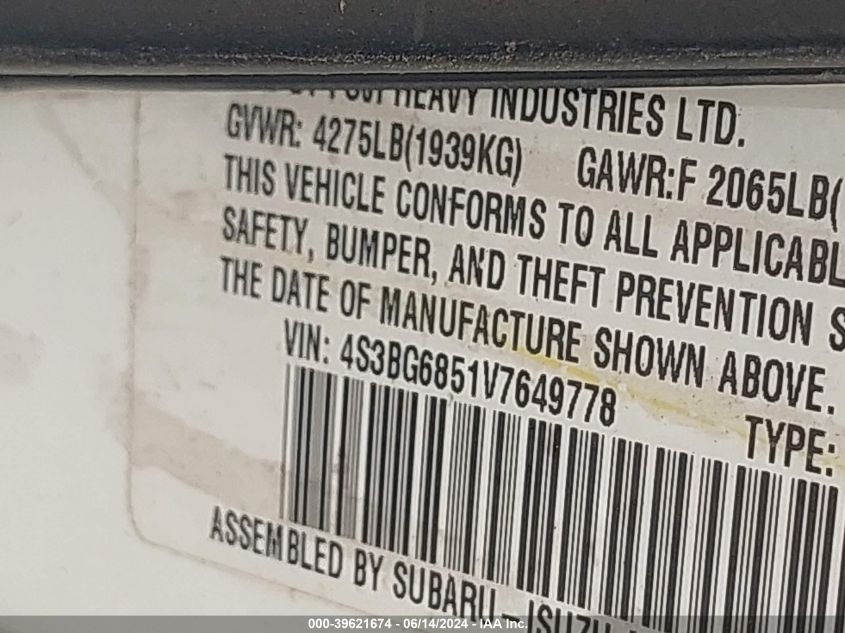 HEAVY INDUSTRIES LTD.
GVWR: 4275LB(1939KG) GAWR:F 2065LB(
THIS VEHICLE CONFORMS TO ALL
SAFETY, BUMPER, AND THEFT PREVENTION S
THE DATE OF MANUFACTURE SHOWN ABOVE.
VIN: 4S3BG6851V7649778
TYPE:
ASSEMBLED BY SUBARU-ISUZU
000-39621674 - 06/14/2024 - IAA Inc.